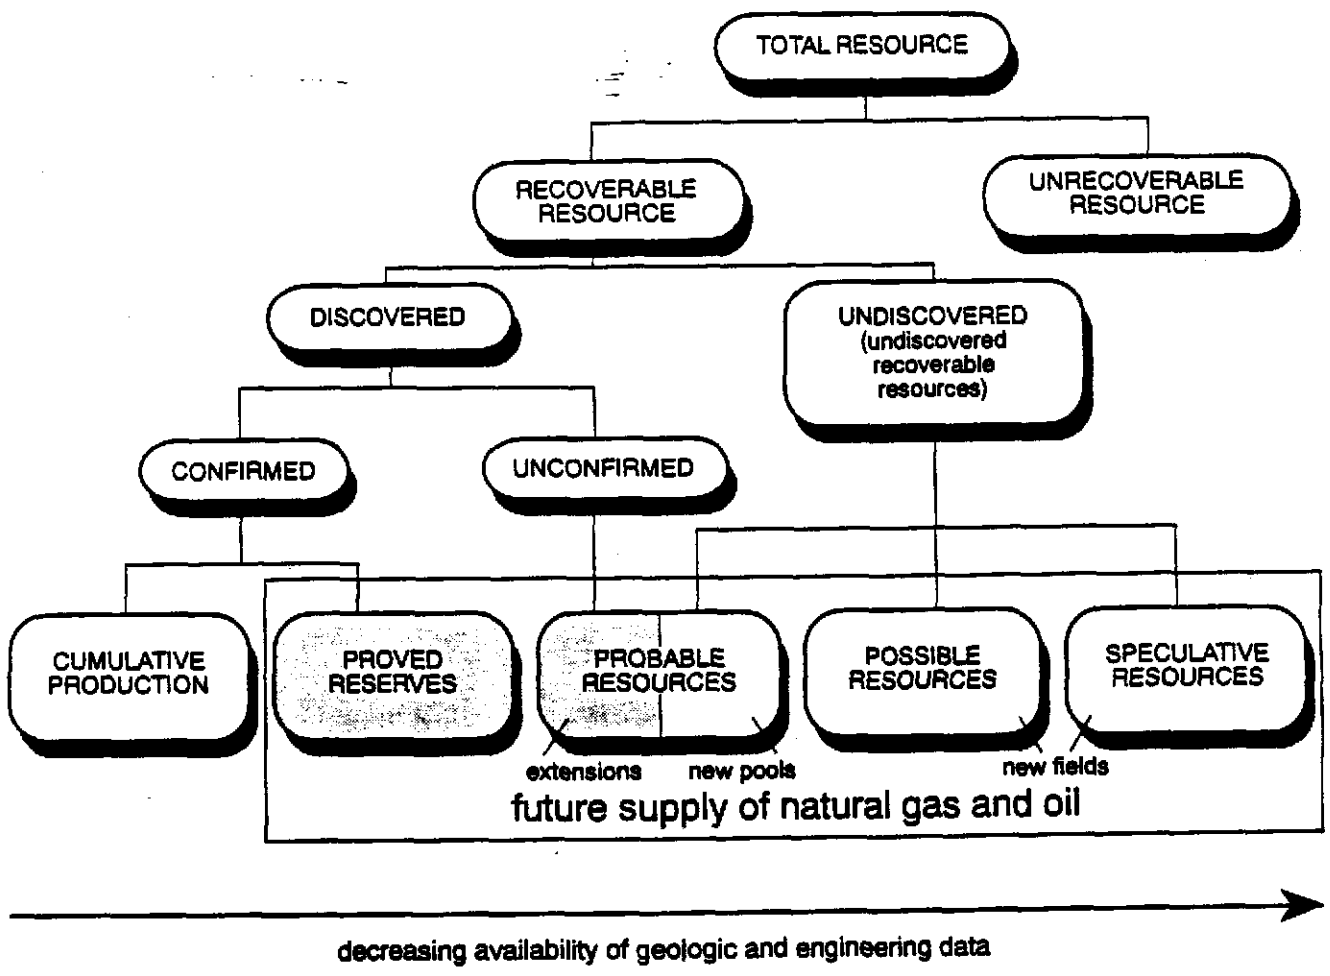 TOTAL RESOURCE
RECOVERABLE
RESOURCE
UNRECOVERABLE
RESOURCE
DISCOVERED
UNDISCOVERED
(undiscovered
recoverable
resources)
CONFIRMED
UNCONFIRMED
CUMULATIVE
PRODUCTION
PROVED
RESERVES
PROBABLE
RESOURCES
POSSIBLE
RESOURCES
SPECULATIVE
RESOURCES
extensions
new pools
new fields
future supply of natural gas and oil
decreasing availability of geologic and engineering data